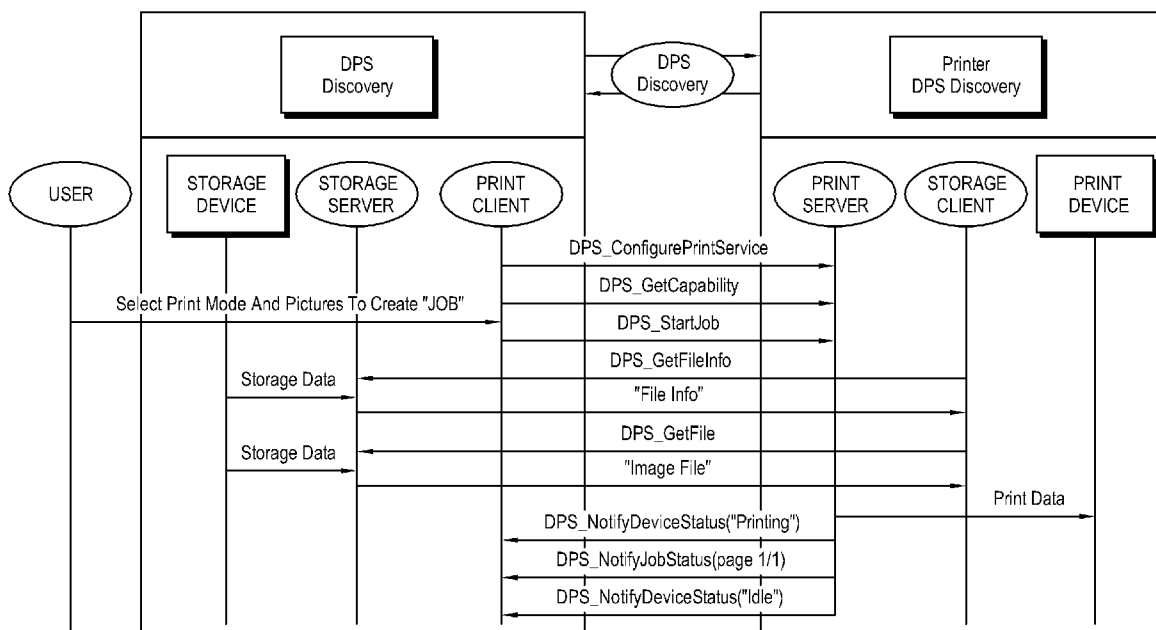 DPS
Discovery
DPS
Discovery
Printer
DPS Discovery
USER
STORAGE
DEVICE
STORAGE
SERVER
PRINT
CLIENT
PRINT
SERVER
STORAGE
CLIENT
PRINT
DEVICE
DPS_ConfigurePrintService
DPS_GetCapability
Select Print Mode And Pictures To Create "JOB"
DPS_StartJob
DPS_GetFileInfo
Storage Data
"File Info"
DPS_GetFile
Storage Data
"Image File"
Print Data
DPS_NotifyDeviceStatus("Printing")
DPS_NotifyJobStatus(page 1/1)
DPS_NotifyDeviceStatus("Idle")